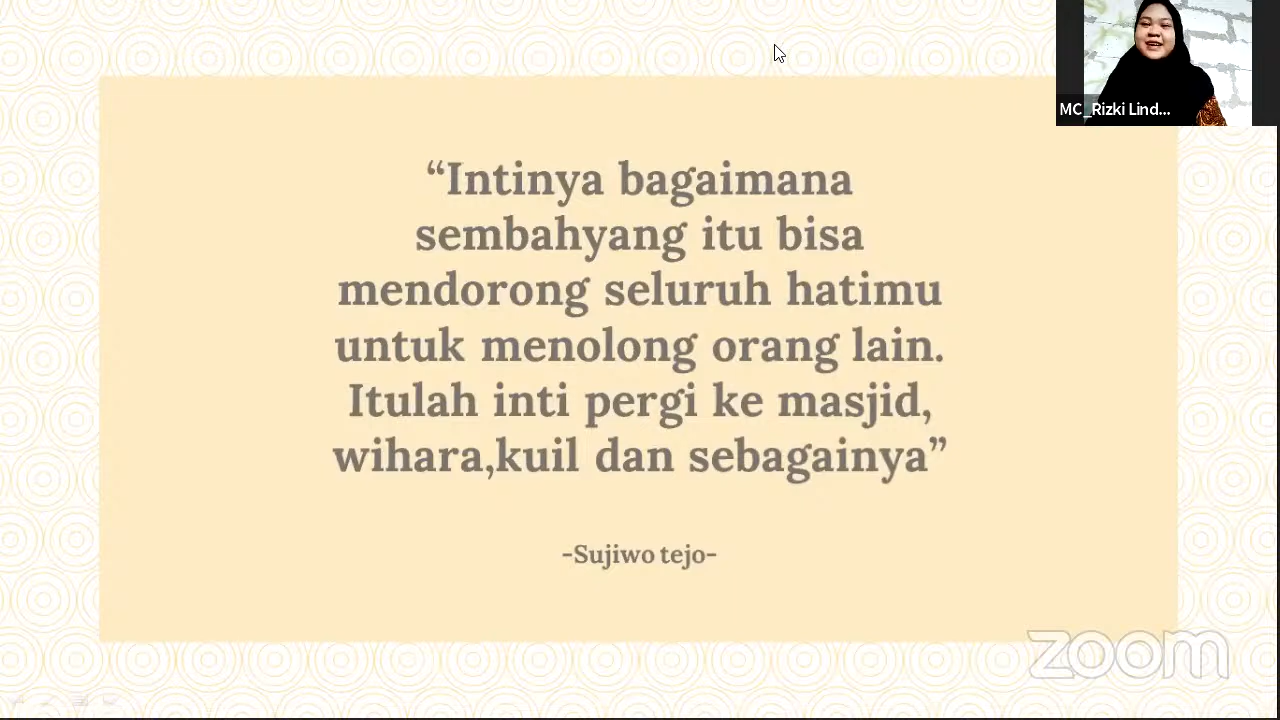 MC_Rizki Lind...
“Intinya bagaimana
sembahyang itu bisa
mendorong seluruh hatimu
untuk menolong orang lain.
Itulah inti pergi ke masjid,
wihara,kuil dan sebagainya”
-Sujiwo tejo-
zoom